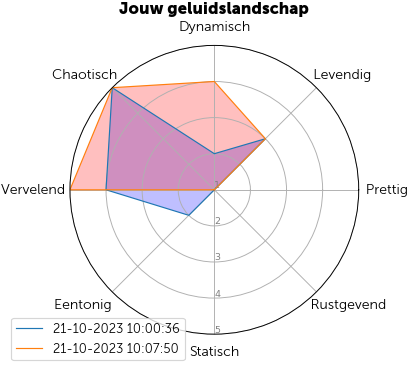 Jouw geluidslandschap
Dynamisch
Chaotisch
Levendig
Vervelend
Prettig
1
2
3
4
5
Eentonig
Rustgevend
Statisch
21-10-2023 10:00:36
21-10-2023 10:07:50